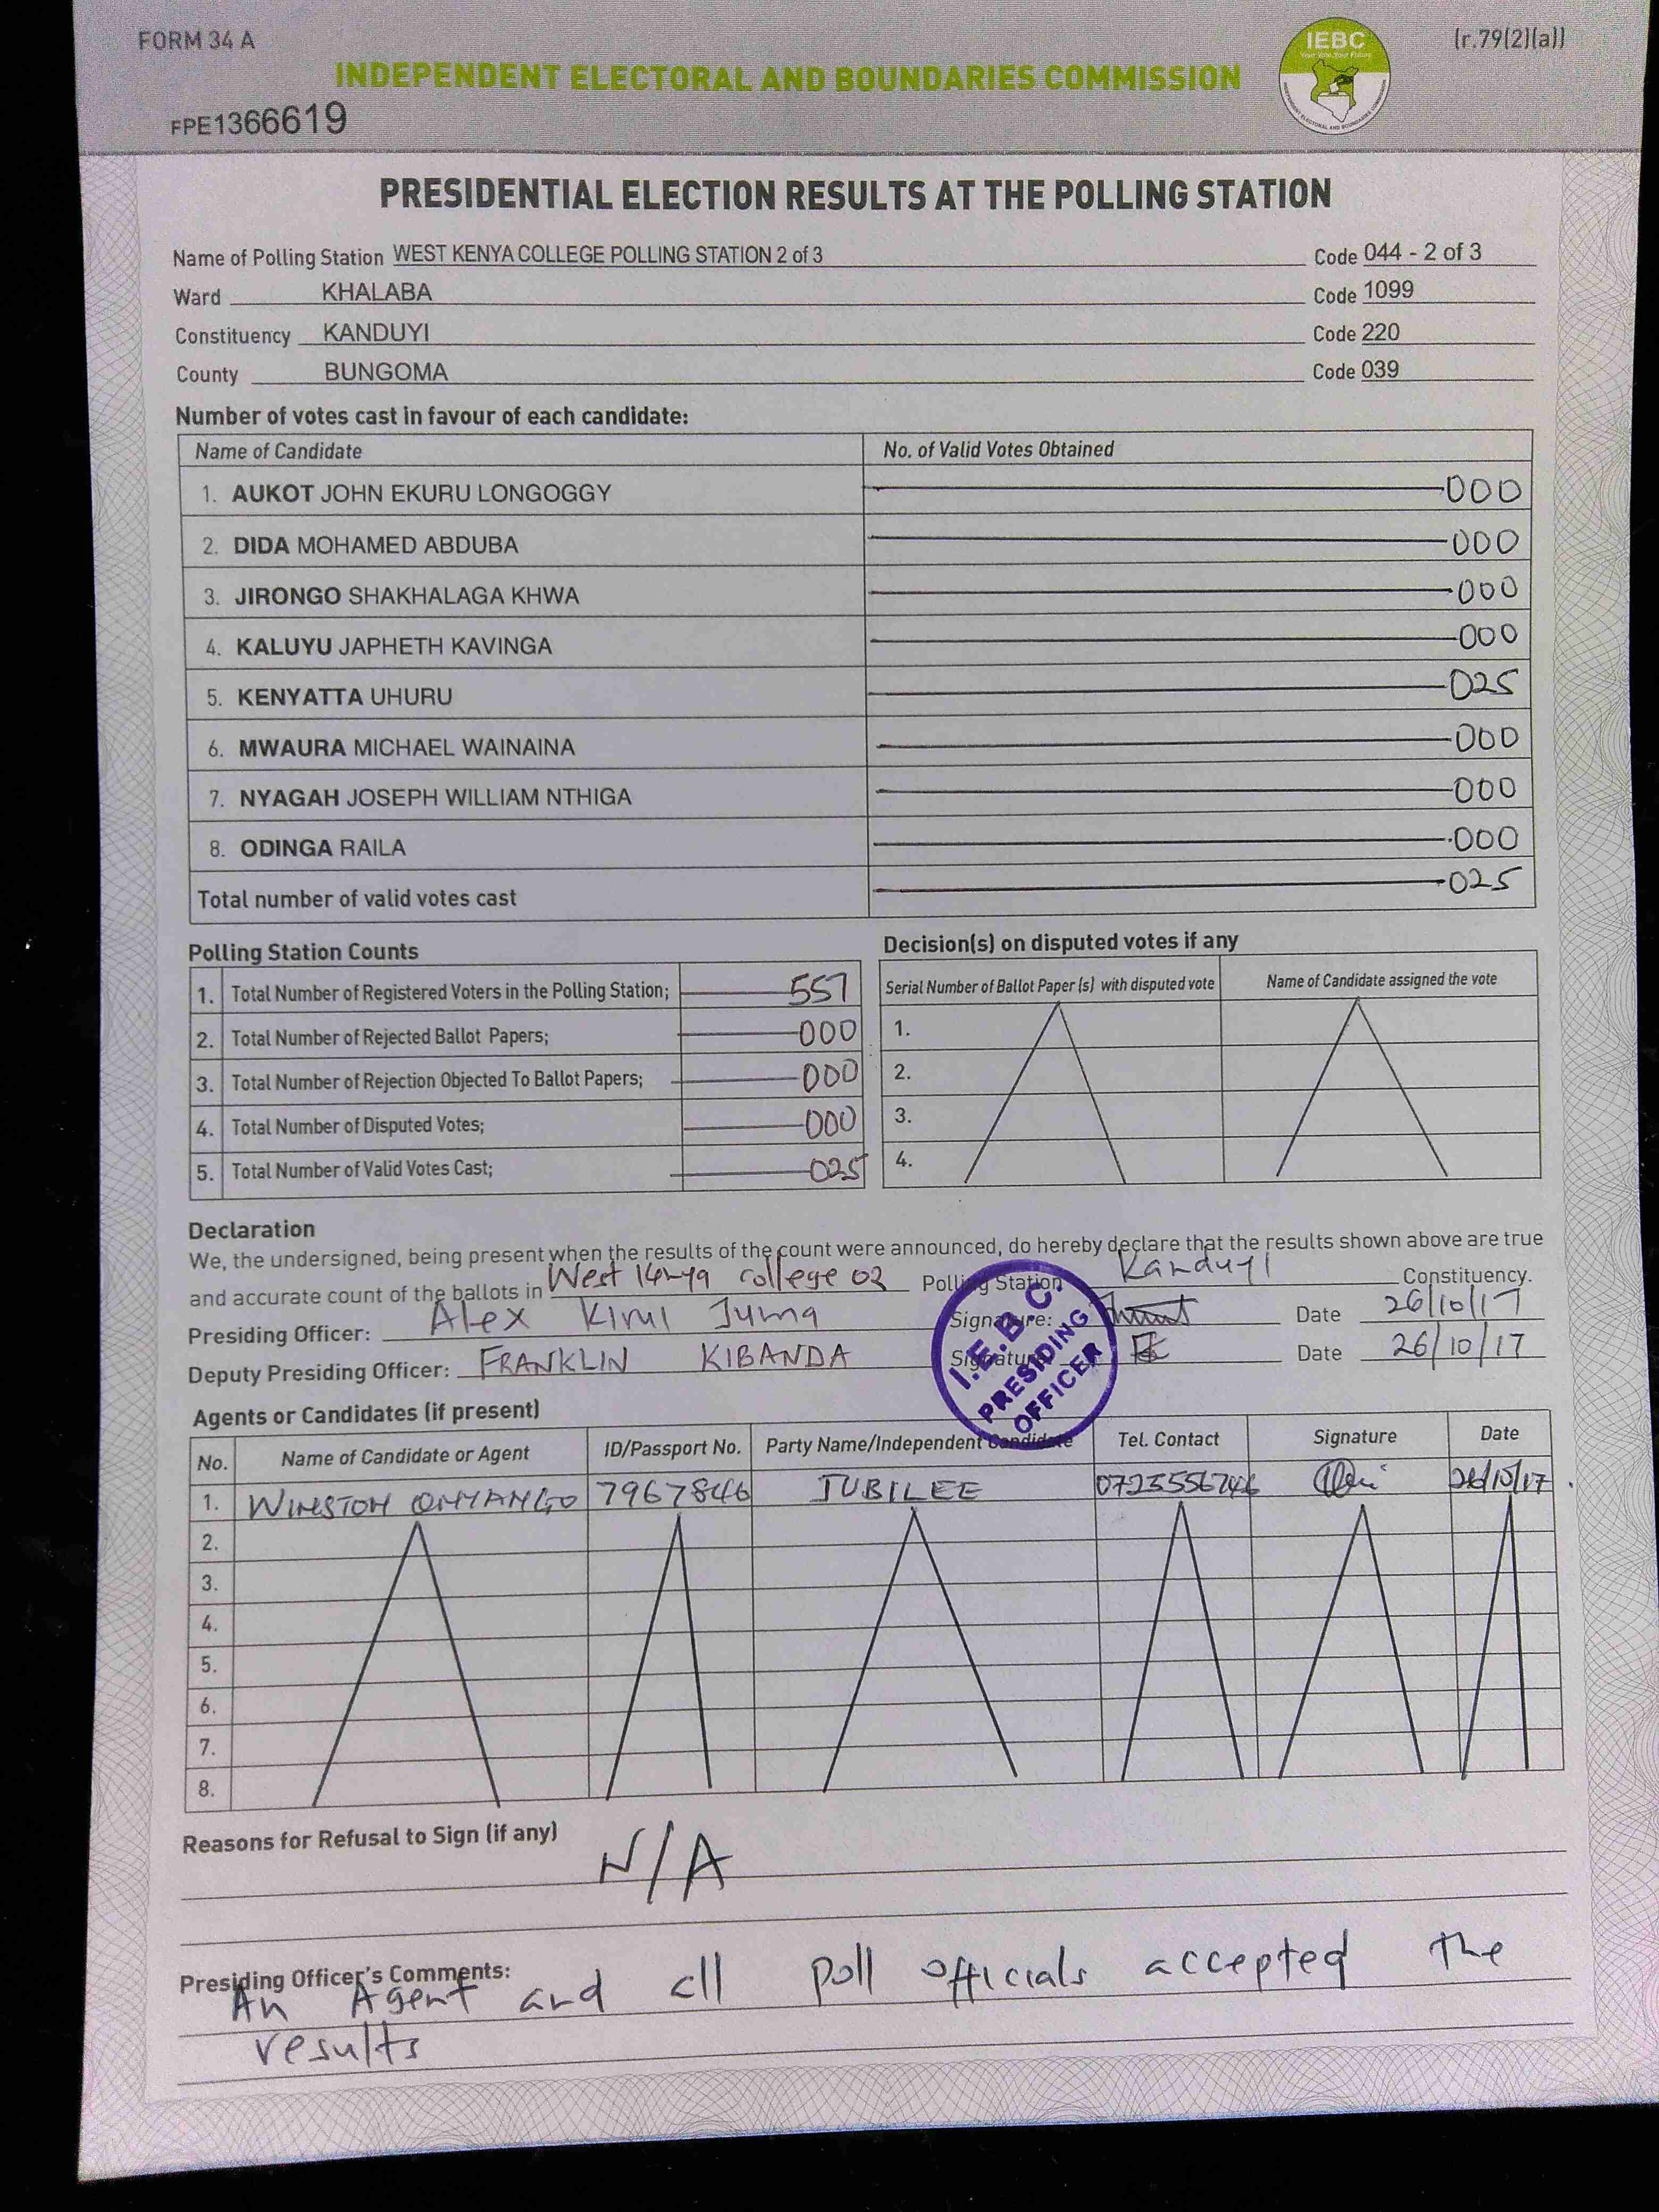 FORM 34 A
(r.79(2)(a))
IEBC
Your Vote, Your Future
INDEPENDENT ELECTORAL AND BOUNDARIES COMMISSION
FPE1366619
PRESIDENTIAL ELECTION RESULTS AT THE POLLING STATION
Name of Polling Station WEST KENYA COLLEGE POLLING STATION 2 of 3 Code 044 - 2 of 3
Ward KHALABA Code 1099
Constituency KANDUYI Code 220
County BUNGOMA Code 039
Number of votes cast in favour of each candidate:
Name of Candidate No. of Valid Votes Obtained
1. AUKOT JOHN EKURU LONGOGGY 000
2. DIDA MOHAMED ABDUBA 000
3. JIRONGO SHAKHALAGA KHWA 000
4. KALUYU JAPHETH KAVINGA 000
5. KENYATTA UHURU 025
6. MWAURA MICHAEL WAINAINA 000
7. NYAGAH JOSEPH WILLIAM NTHIGA 000
8. ODINGA RAILA 000
Total number of valid votes cast 025
Polling Station Counts
1. Total Number of Registered Voters in the Polling Station; 557
2. Total Number of Rejected Ballot Papers; 000
3. Total Number of Rejection Objected To Ballot Papers; 000
4. Total Number of Disputed Votes; 000
5. Total Number of Valid Votes Cast; 025
Decision(s) on disputed votes if any
Serial Number of Ballot Paper (s) with disputed vote Name of Candidate assigned the vote
1.
2.
3.
4.
Declaration
We, the undersigned, being present when the results of the count were announced, do hereby declare that the results shown above are true
and accurate count of the ballots in West Kenya college 02 Polling Station Kanduyi Constituency.
Presiding Officer: Alex Kirui Juma Signature: Date 26/10/17
Deputy Presiding Officer: FRANKLIN KIBANDA Signature Date 26/10/17
I.E.B.C.
PRESIDING
OFFICER
Agents or Candidates (if present)
No. Name of Candidate or Agent ID/Passport No. Party Name/Independent Candidate Tel. Contact Signature Date
1. WINSTON ONYANGO 7967846 JUBILEE 26/10/17
2.
3.
4.
5.
6.
7.
8.
Reasons for Refusal to Sign (if any)
N/A
Presiding Officer's Comments:
An Agent and all poll officials accepted the
results